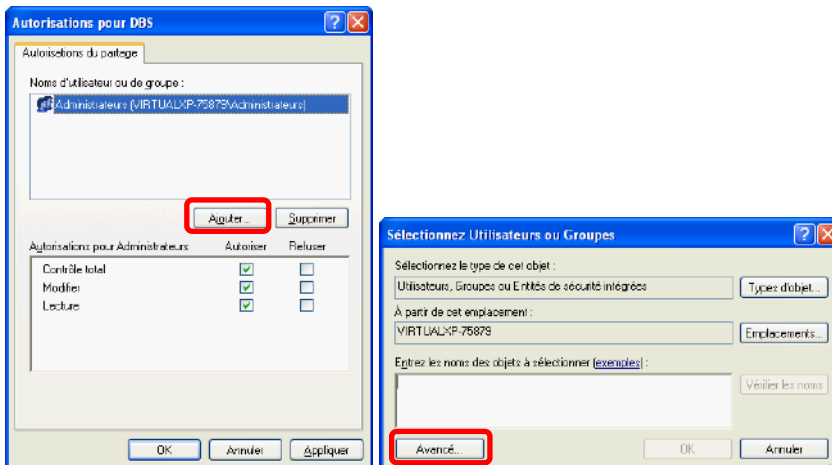 Autorisations pour DBS
Autorisations du partage
Noms d'utilisateur ou de groupe :
Administrateurs (VIRTUALXP-75879\Administrateurs)
Ajouter...
Supprimer
Autorisations pour Administrateurs Autoriser Refuser
Contrôle total
Modifier
Lecture
OK Annuler Appliquer
Sélectionnez Utilisateurs ou Groupes
Sélectionnez le type de cet objet :
Utilisateurs, Groupes ou Entités de sécurité intégrées
Types d'objet...
À partir de cet emplacement :
VIRTUALXP-75879
Emplacements...
Entrez les noms des objets à sélectionner (exemples) :
Vérifier les noms
Avancé...
OK
Annuler